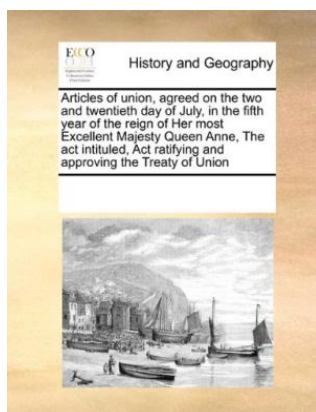 ECCO
History and Geography
Articles of union, agreed on the two
and twentieth day of July, in the fifth
year of the reign of Her most
Excellent Majesty Queen Anne, The
act intituled, Act ratifying and
approving the Treaty of Union